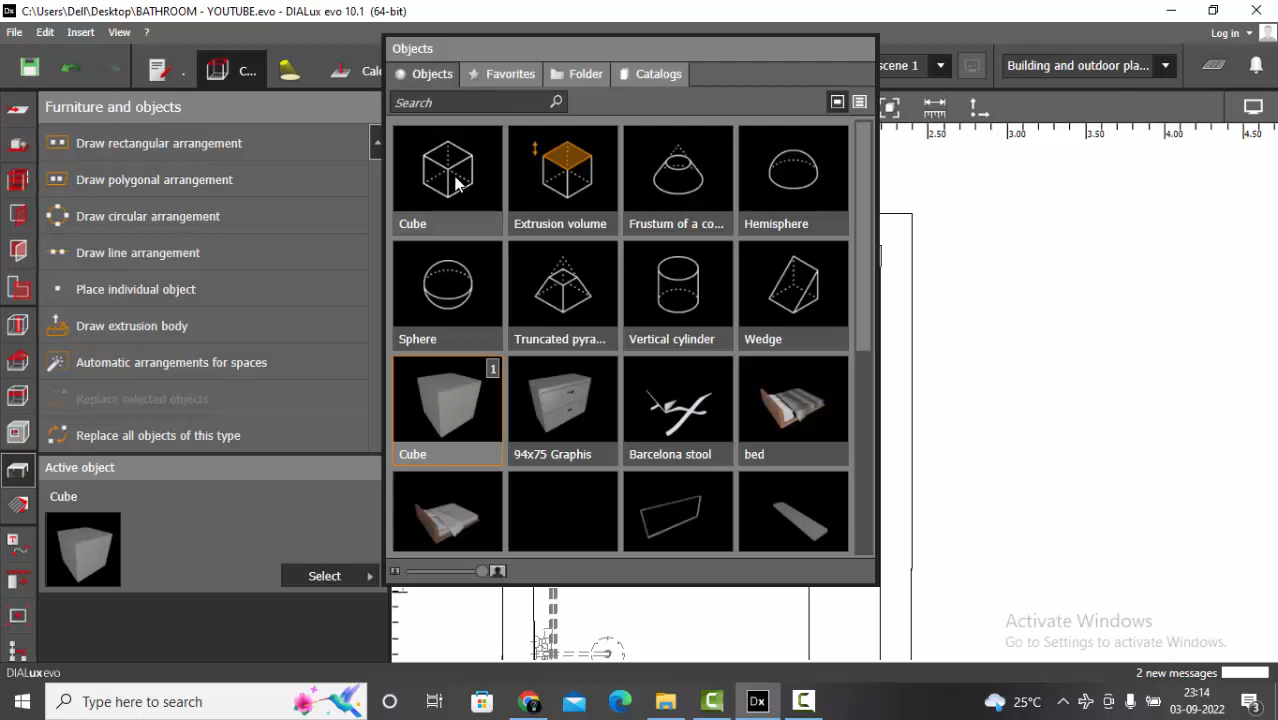 C:\Users\Dell\Desktop\BATHROOM - YOUTUBE.evo - DIALux evo 10.1 (64-bit)
File Edit Insert View ?
Log in
C...
Calc
scene 1
Building and outdoor pla...
Furniture and objects
Draw rectangular arrangement
Draw polygonal arrangement
Draw circular arrangement
Draw line arrangement
Place individual object
Draw extrusion body
Automatic arrangements for spaces
Replace selected objects
Replace all objects of this type
Active object
Cube
Select
Objects
Objects Favorites Folder Catalogs
Search
Cube Extrusion volume Frustum of a co... Hemisphere
Sphere Truncated pyra... Vertical cylinder Wedge
1
Cube 94x75 Graphis Barcelona stool bed
2.50 3.00 3.50 4.00 4.50
Activate Windows
Go to Settings to activate Windows.
DIALux evo
2 new messages
Type here to search
25°C
23:14
03-09-2022
3